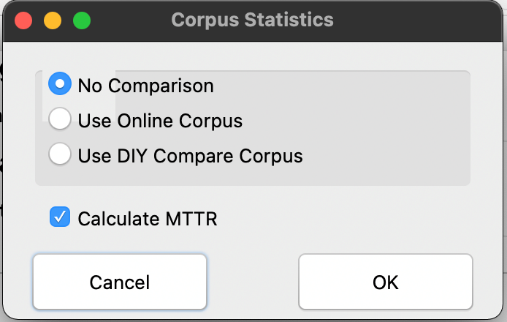 Corpus Statistics
No Comparison
Use Online Corpus
Use DIY Compare Corpus
Calculate MTTR
Cancel
OK